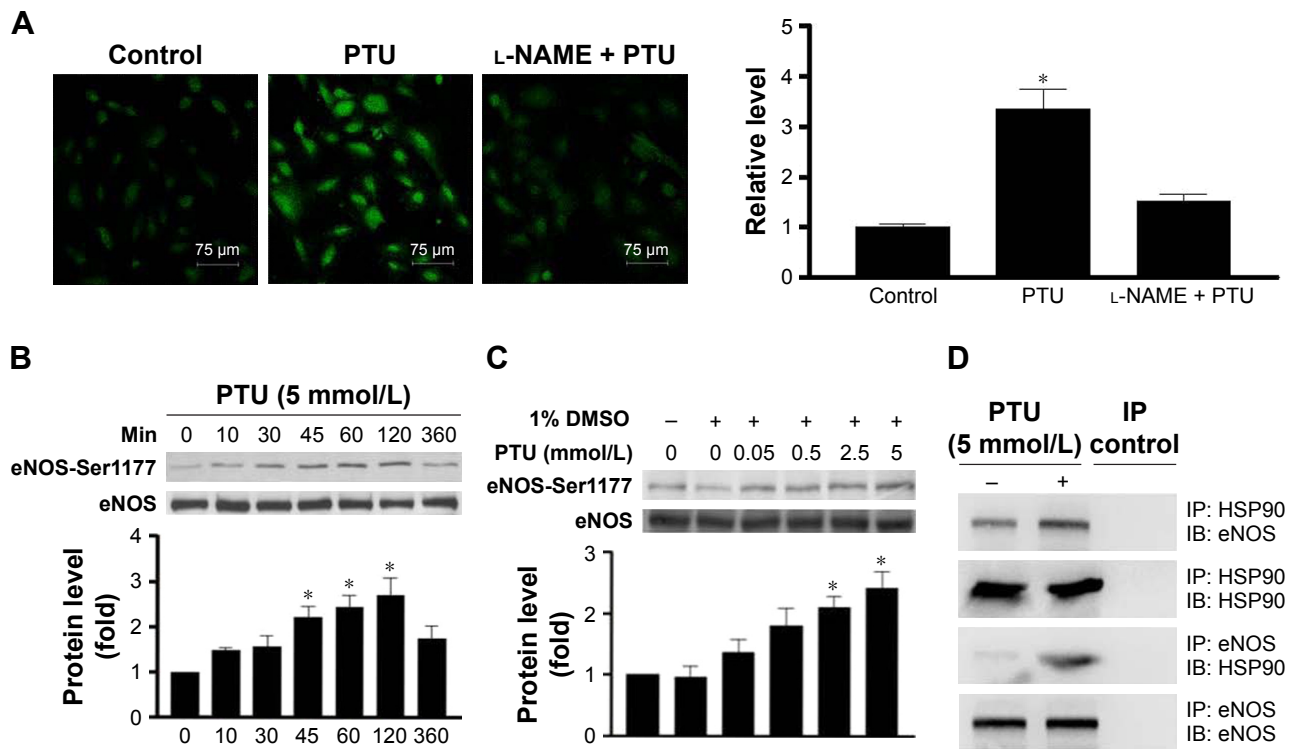 A
Control
PTU
L-NAME + PTU
75 µm
75 µm
75 µm
Relative level
5
4
3
2
1
0
*
Control
PTU
L-NAME + PTU
B
PTU (5 mmol/L)
Min 0 10 30 45 60 120 360
eNOS-Ser1177
eNOS
Protein level
(fold)
4
3
2
1
0
* * *
0 10 30 45 60 120 360
C
1% DMSO – + + + + +
PTU (mmol/L) 0 0 0.05 0.5 2.5 5
eNOS-Ser1177
eNOS
Protein level
(fold)
3
2
1
0
* *
D
PTU
(5 mmol/L)
IP
control
– +
IP: HSP90
IB: eNOS
IP: HSP90
IB: HSP90
IP: eNOS
IB: HSP90
IP: eNOS
IB: eNOS